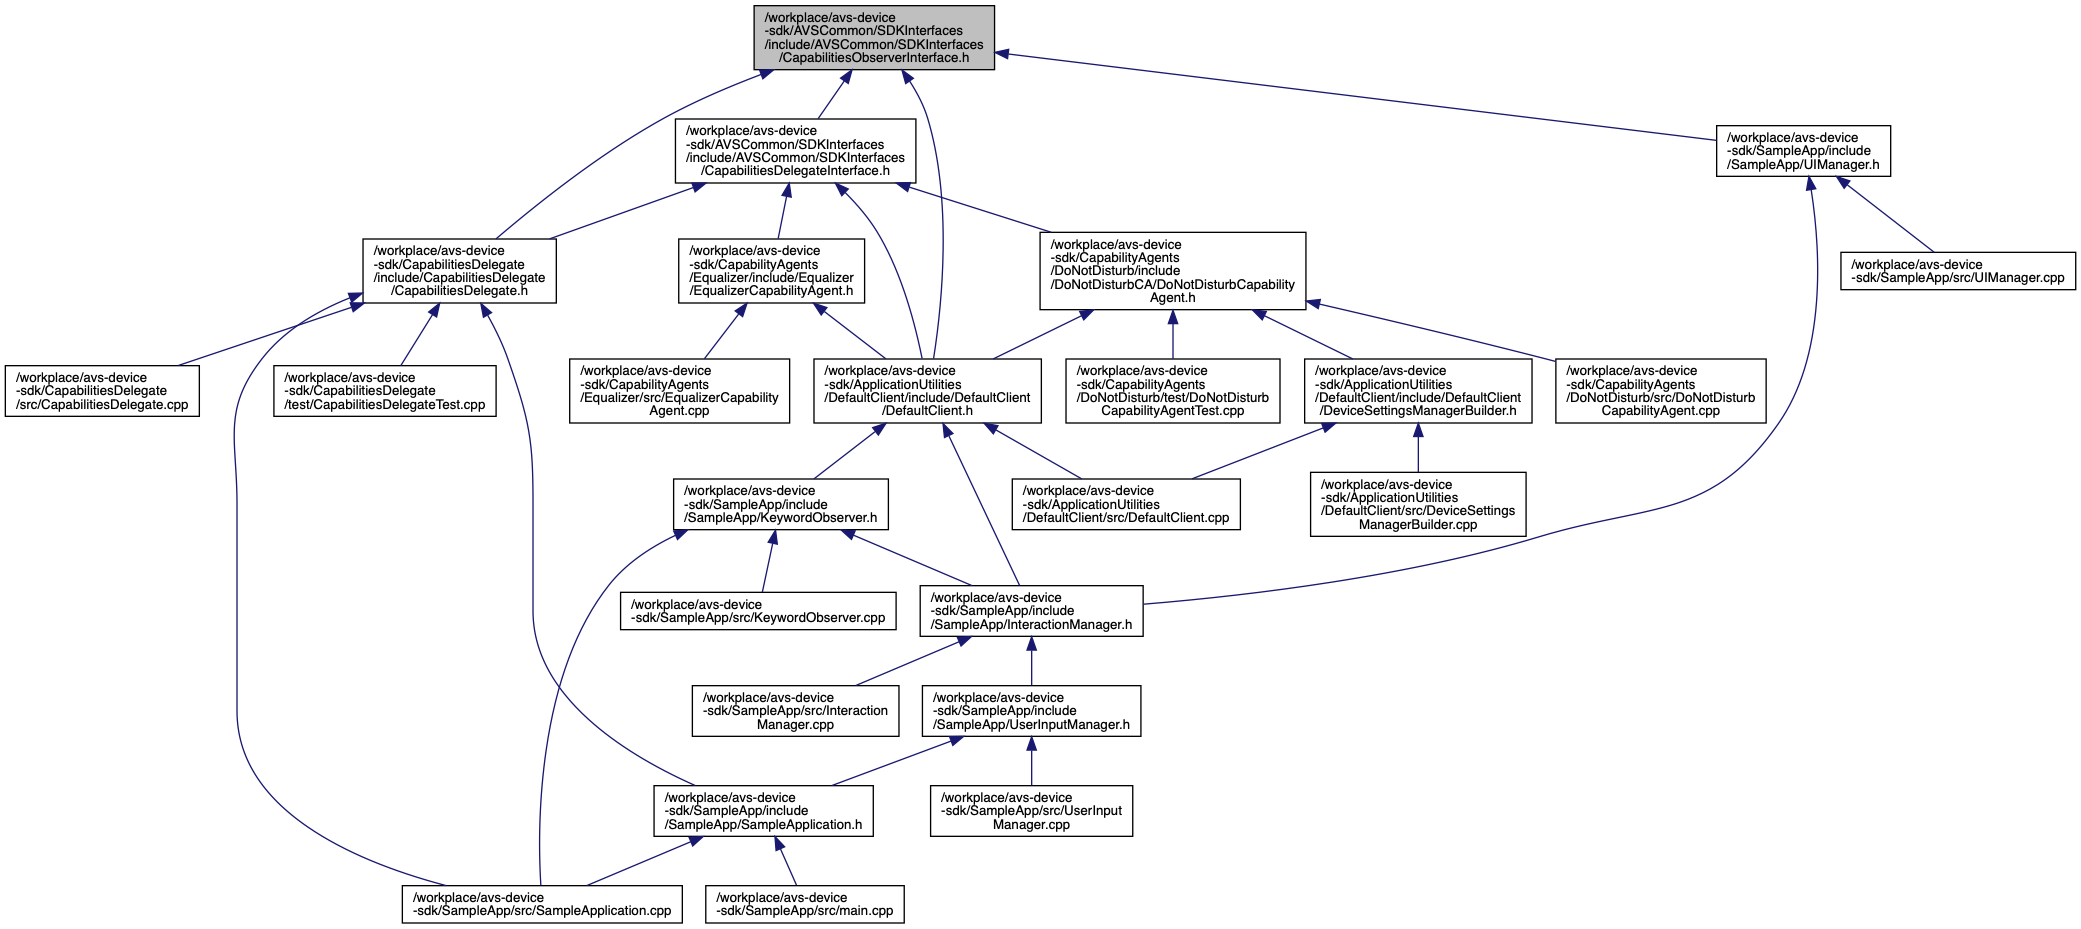 /workplace/avs-device
-sdk/AVSCommon/SDKInterfaces
/include/AVSCommon/SDKInterfaces
/CapabilitiesObserverInterface.h
/workplace/avs-device
-sdk/AVSCommon/SDKInterfaces
/include/AVSCommon/SDKInterfaces
/CapabilitiesDelegateInterface.h
/workplace/avs-device
-sdk/SampleApp/include
/SampleApp/UIManager.h
/workplace/avs-device
-sdk/CapabilitiesDelegate
/include/CapabilitiesDelegate
/CapabilitiesDelegate.h
/workplace/avs-device
-sdk/CapabilityAgents
/Equalizer/include/Equalizer
/EqualizerCapabilityAgent.h
/workplace/avs-device
-sdk/CapabilityAgents
/DoNotDisturb/include
/DoNotDisturbCA/DoNotDisturbCapability
Agent.h
/workplace/avs-device
-sdk/SampleApp/src/UIManager.cpp
/workplace/avs-device
-sdk/CapabilitiesDelegate
/src/CapabilitiesDelegate.cpp
/workplace/avs-device
-sdk/CapabilitiesDelegate
/test/CapabilitiesDelegateTest.cpp
/workplace/avs-device
-sdk/CapabilityAgents
/Equalizer/src/EqualizerCapability
Agent.cpp
/workplace/avs-device
-sdk/ApplicationUtilities
/DefaultClient/include/DefaultClient
/DefaultClient.h
/workplace/avs-device
-sdk/CapabilityAgents
/DoNotDisturb/test/DoNotDisturb
CapabilityAgentTest.cpp
/workplace/avs-device
-sdk/ApplicationUtilities
/DefaultClient/include/DefaultClient
/DeviceSettingsManagerBuilder.h
/workplace/avs-device
-sdk/CapabilityAgents
/DoNotDisturb/src/DoNotDisturb
CapabilityAgent.cpp
/workplace/avs-device
-sdk/SampleApp/include
/SampleApp/KeywordObserver.h
/workplace/avs-device
-sdk/ApplicationUtilities
/DefaultClient/src/DefaultClient.cpp
/workplace/avs-device
-sdk/ApplicationUtilities
/DefaultClient/src/DeviceSettings
ManagerBuilder.cpp
/workplace/avs-device
-sdk/SampleApp/src/KeywordObserver.cpp
/workplace/avs-device
-sdk/SampleApp/include
/SampleApp/InteractionManager.h
/workplace/avs-device
-sdk/SampleApp/src/Interaction
Manager.cpp
/workplace/avs-device
-sdk/SampleApp/include
/SampleApp/UserInputManager.h
/workplace/avs-device
-sdk/SampleApp/include
/SampleApp/SampleApplication.h
/workplace/avs-device
-sdk/SampleApp/src/UserInput
Manager.cpp
/workplace/avs-device
-sdk/SampleApp/src/SampleApplication.cpp
/workplace/avs-device
-sdk/SampleApp/src/main.cpp